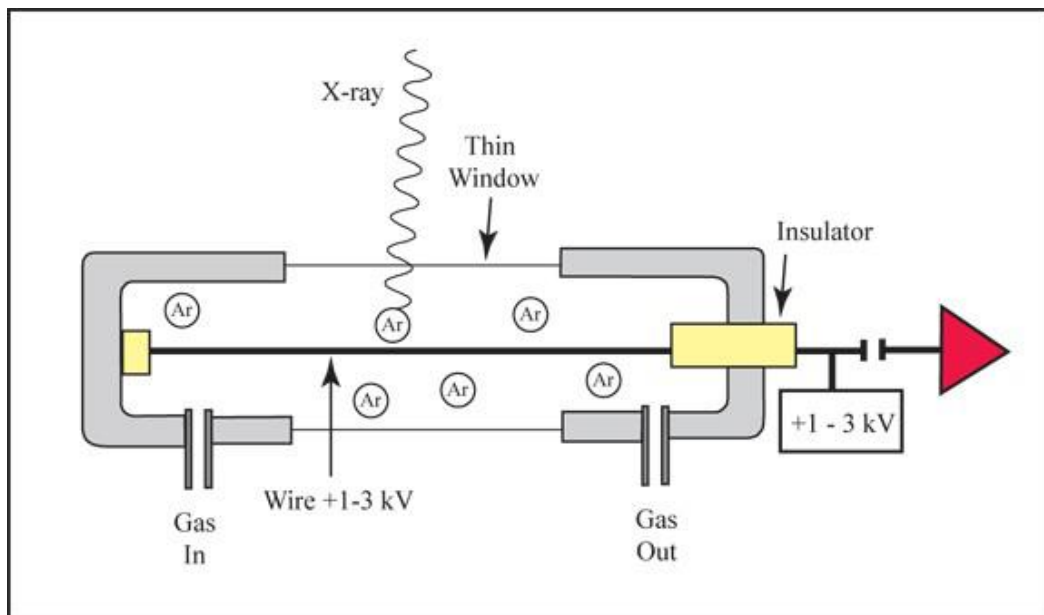 X-ray
Thin
Window
Insulator
Ar
Ar
Ar
Ar
Ar
Ar
+1 - 3 kV
Wire +1-3 kV
Gas
In
Gas
Out